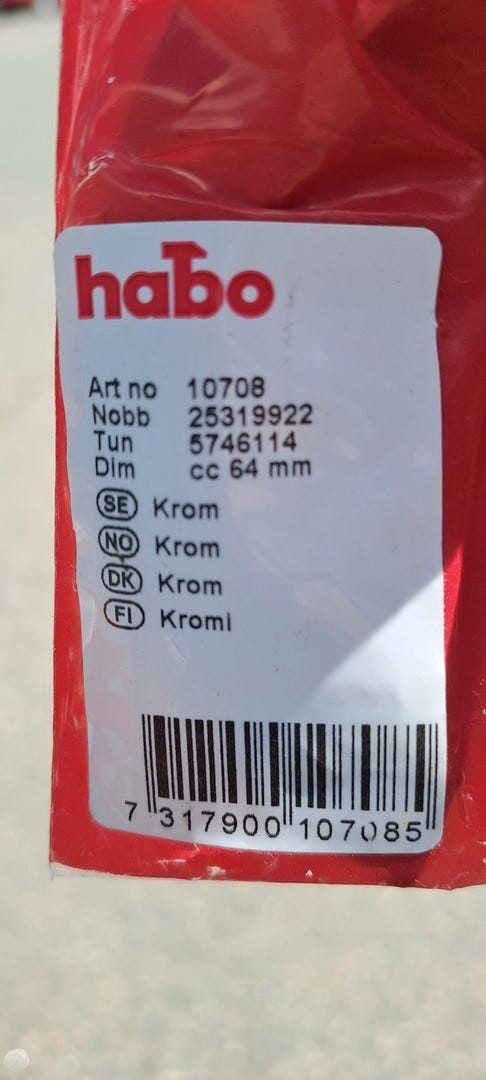 habo
Art no 10708
Nobb 25319922
Tun 5746114
Dim cc 64 mm
SE Krom
NO Krom
DK Krom
FI Kromi
7 317900 107085